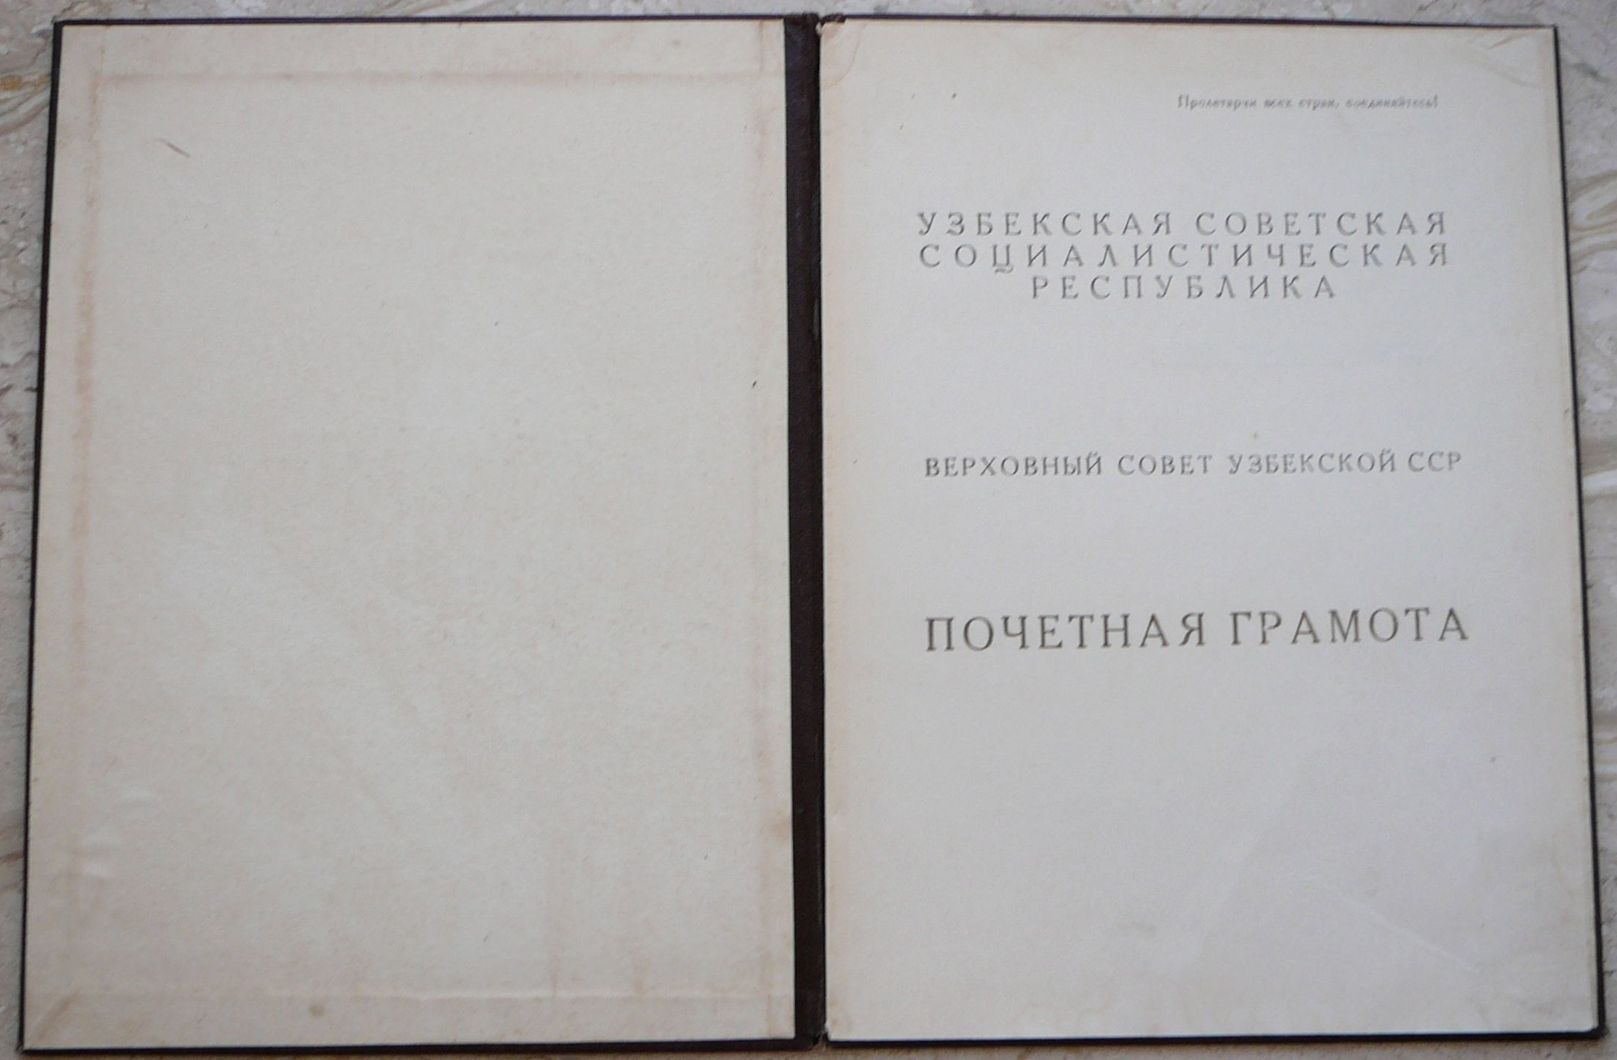 Пролетарии всех стран, соединяйтесь!
УЗБЕКСКАЯ СОВЕТСКАЯ
СОЦИАЛИСТИЧЕСКАЯ
РЕСПУБЛИКА
ВЕРХОВНЫЙ СОВЕТ УЗБЕКСКОЙ ССР
ПОЧЕТНАЯ ГРАМОТА